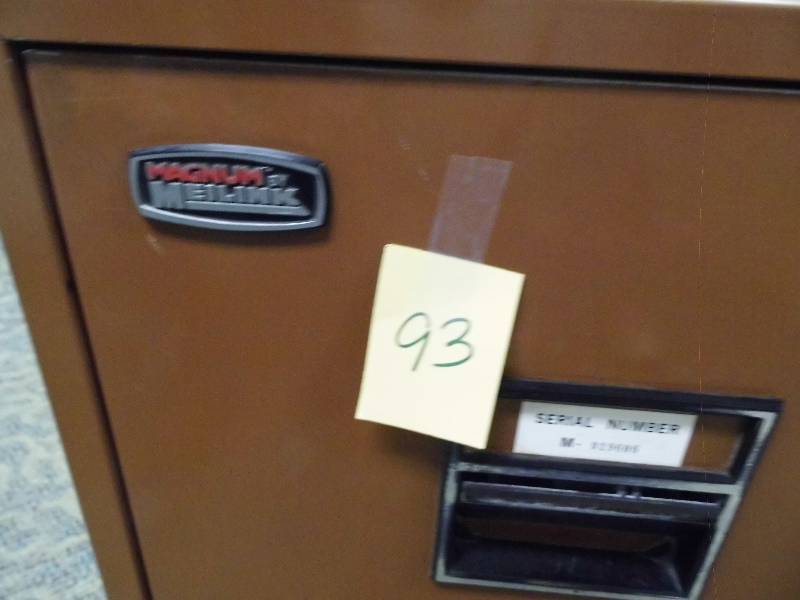 MAGNUM BY
MEILINK
93
SERIAL NUMBER
M-